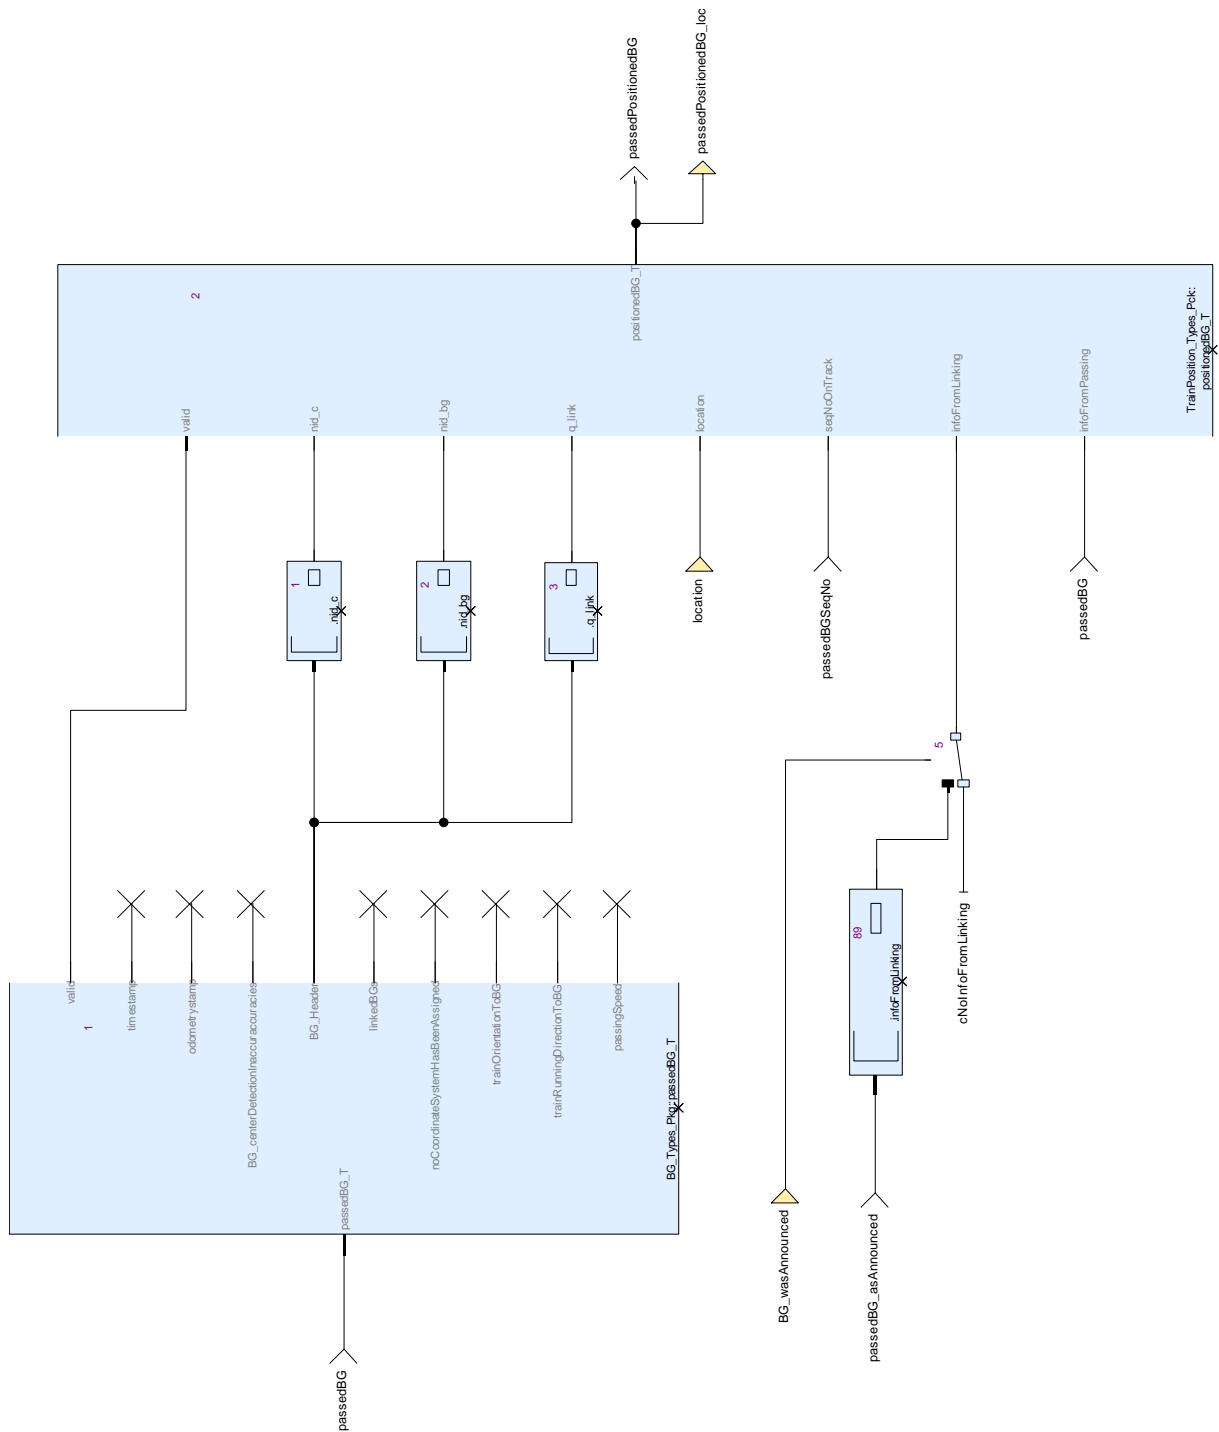 passedBG
passedBG_T
1
valid
timestamp
odometrystamp
BG_centerDetectionInaccuraccuracies
BG_Header
linkedBGs
noCoordinateSystemHasBeenAssigned
trainOrientationToBG
trainRunningDirectionToBG
passingSpeed
BG_Types_Pkg::passedBG_T
1
.nid_c
2
.nid_bg
3
.q_link
location
passedBGSeqNo
passedBG
BG_wasAnnounced
passedBG_asAnnounced
89
.infoFromLinking
cNoInfoFromLinking
5
2
valid
nid_c
nid_bg
q_link
location
seqNoOnTrack
infoFromLinking
infoFromPassing
positionedBG_T
TrainPosition_Types_Pck::
positionedBG_T
passedPositionedBG
passedPositionedBG_loc